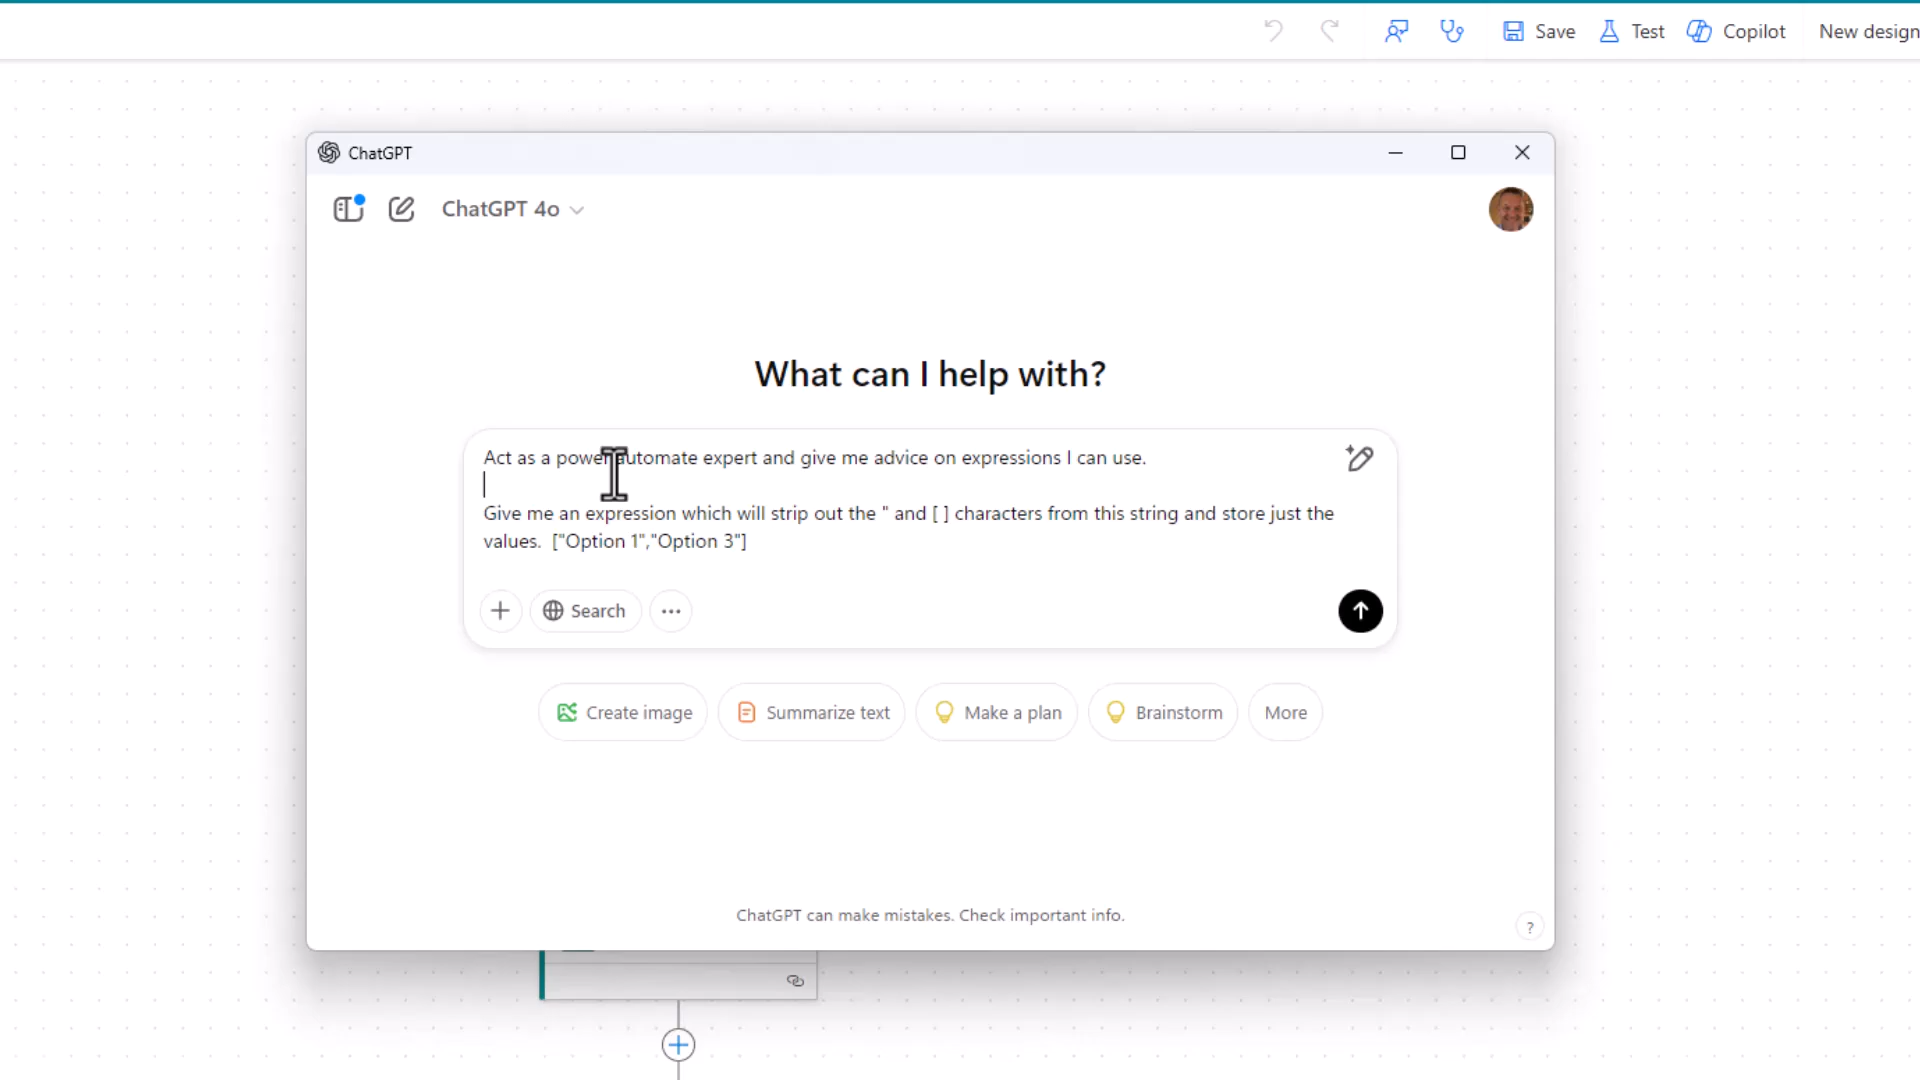 Save
Test
Copilot
New design
ChatGPT
ChatGPT 4o
What can I help with?
Act as a power automate expert and give me advice on expressions I can use.
Give me an expression which will strip out the " and [ ] characters from this string and store just the
values.  ["Option 1","Option 3"]
Search
Create image
Summarize text
Make a plan
Brainstorm
More
ChatGPT can make mistakes. Check important info.
?